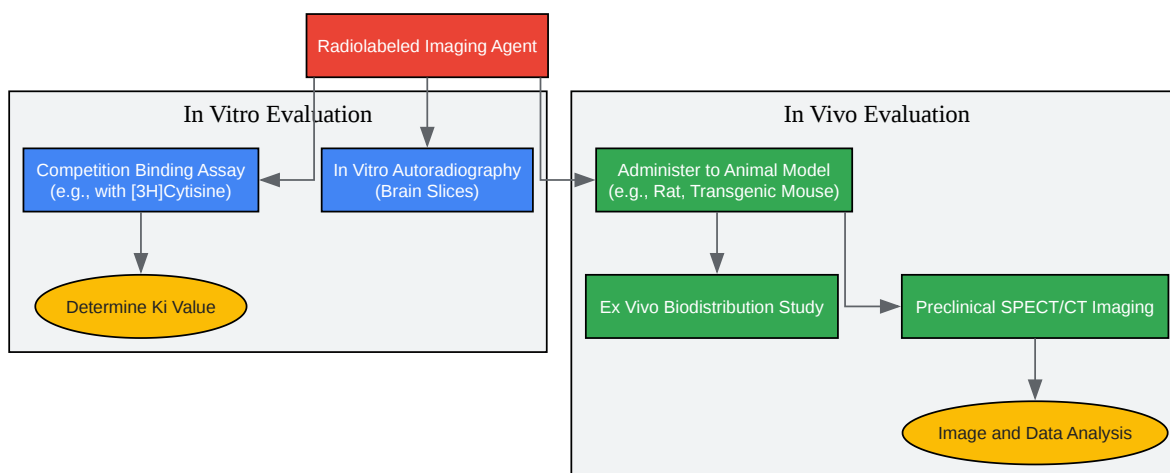 Radiolabeled Imaging Agent
In Vitro Evaluation
Competition Binding Assay
(e.g., with [3H]Cytisine)
In Vitro Autoradiography
(Brain Slices)
Determine Ki Value
In Vivo Evaluation
Administer to Animal Model
(e.g., Rat, Transgenic Mouse)
Ex Vivo Biodistribution Study
Preclinical SPECT/CT Imaging
Image and Data Analysis